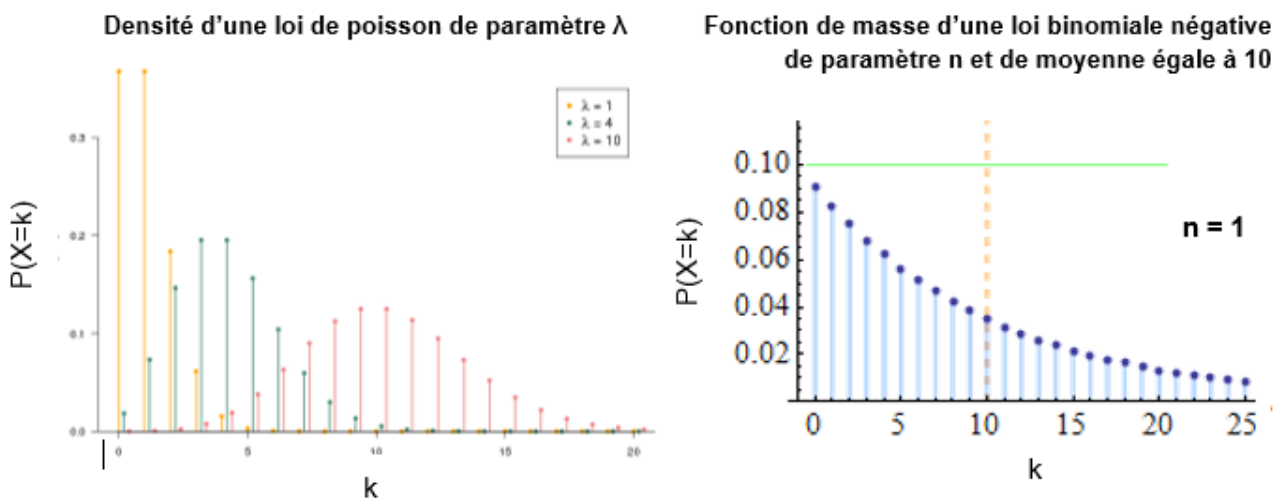 Densité d'une loi de poisson de paramètre λ
λ = 1
λ = 4
λ = 10
0.3
0.2
0.1
0.0
P(X=k)
0 5 10 15 20
k
Fonction de masse d'une loi binomiale négative
de paramètre n et de moyenne égale à 10
0.10
0.08
0.06
0.04
0.02
P(X=k)
n = 1
0 5 10 15 20 25
k